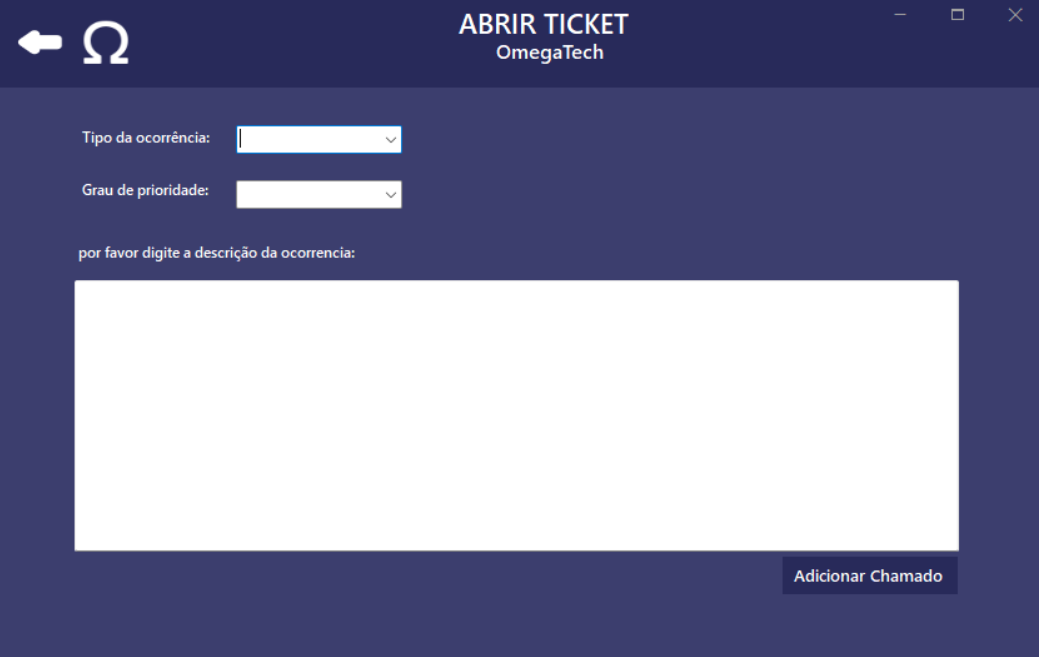 Ω
ABRIR TICKET
OmegaTech
Tipo da ocorrência:
Grau de prioridade:
por favor digite a descrição da ocorrencia:
Adicionar Chamado